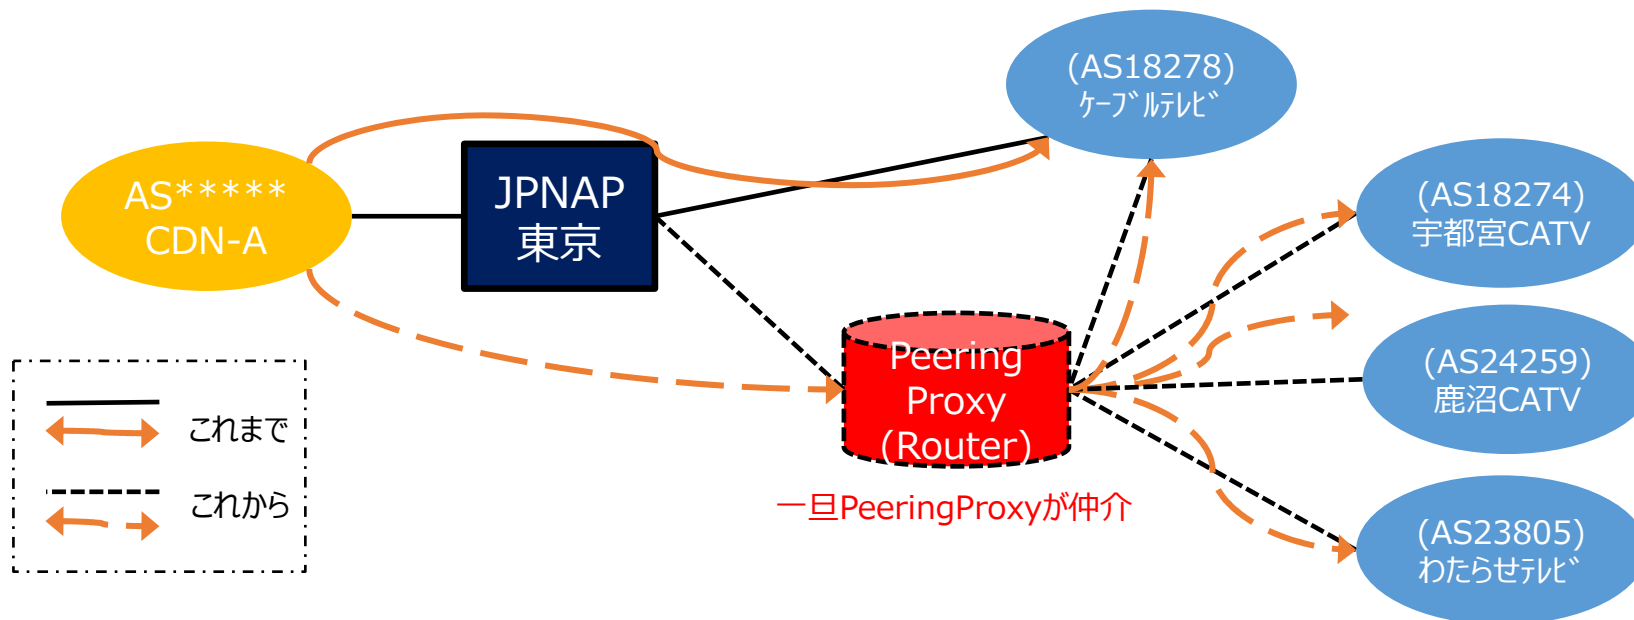 (AS18278)
ｹｰﾌﾞﾙﾃﾚﾋﾞ
AS*****
CDN-A
JPNAP
東京
(AS18274)
宇都宮CATV
Peering
Proxy
(Router)
(AS24259)
鹿沼CATV
これまで
これから
一旦PeeringProxyが仲介
(AS23805)
わたらせﾃﾚﾋﾞ